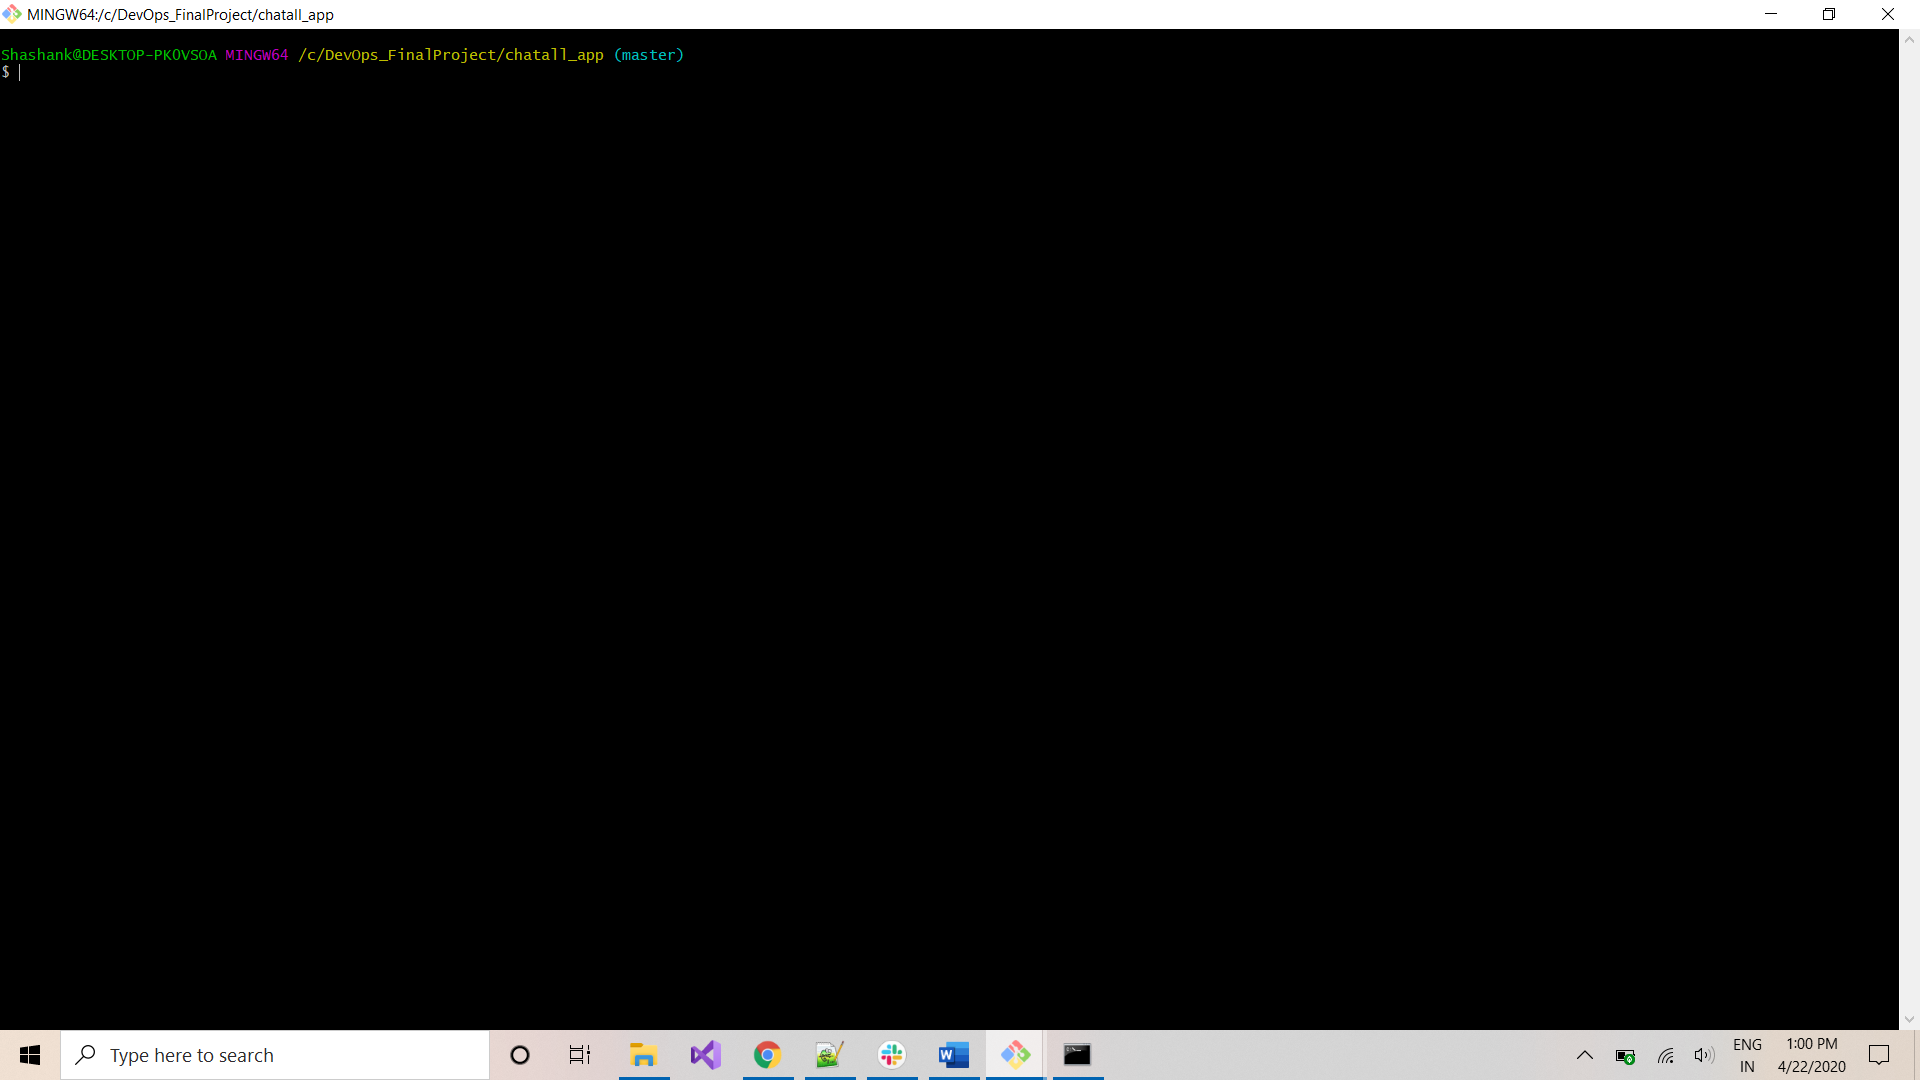 MINGW64:/c/DevOps_FinalProject/chatall_app
Shashank@DESKTOP-PK0VSOA MINGW64 /c/DevOps_FinalProject/chatall_app (master)
$
Type here to search
ENG
IN
1:00 PM
4/22/2020